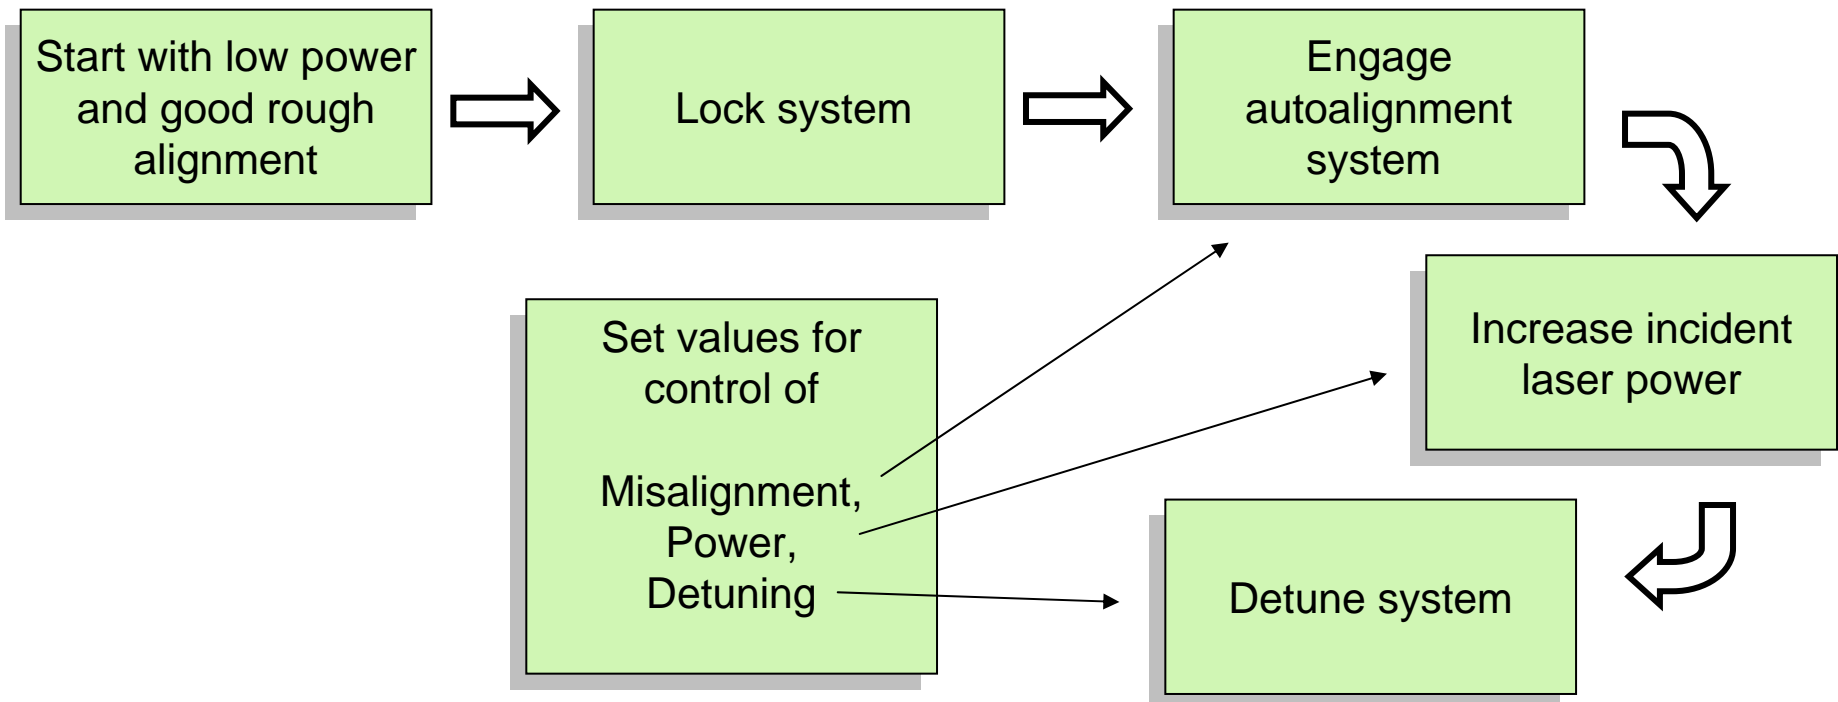 Start with low power
and good rough
alignment
Lock system
Engage
autoalignment
system
Set values for
control of
Misalignment,
Power,
Detuning
Increase incident
laser power
Detune system